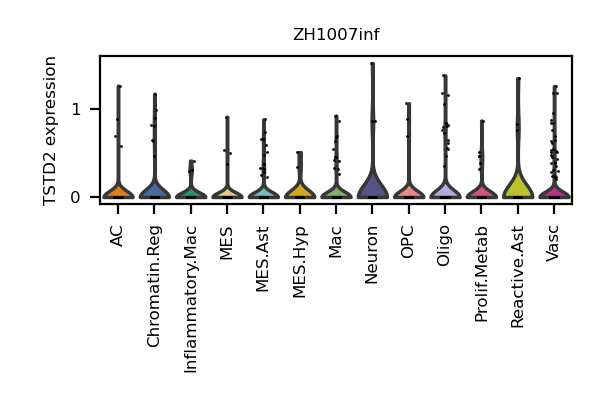 ZH1007inf
TSTD2 expression
1
0
AC
Chromatin.Reg
Inflammatory.Mac
MES
MES.Ast
MES.Hyp
Mac
Neuron
OPC
Oligo
Prolif.Metab
Reactive.Ast
Vasc